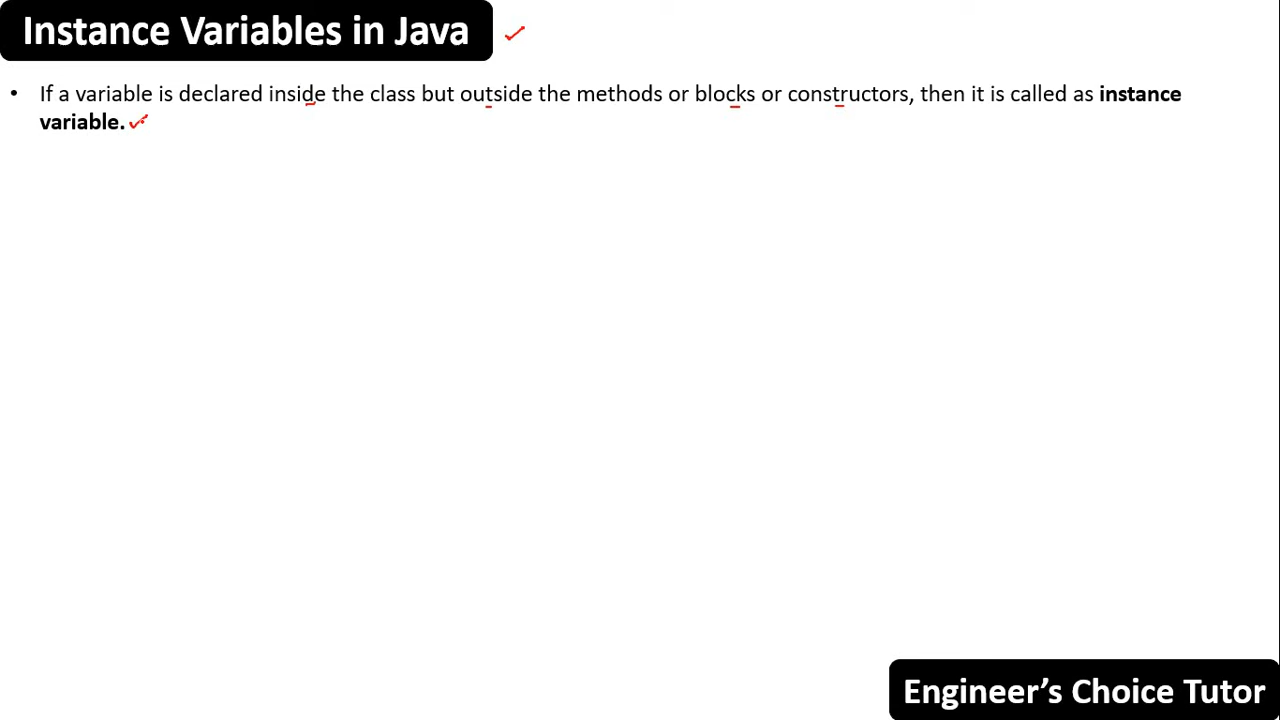 Instance Variables in Java
• If a variable is declared inside the class but outside the methods or blocks or constructors, then it is called as instance
variable.
Engineer’s Choice Tutor